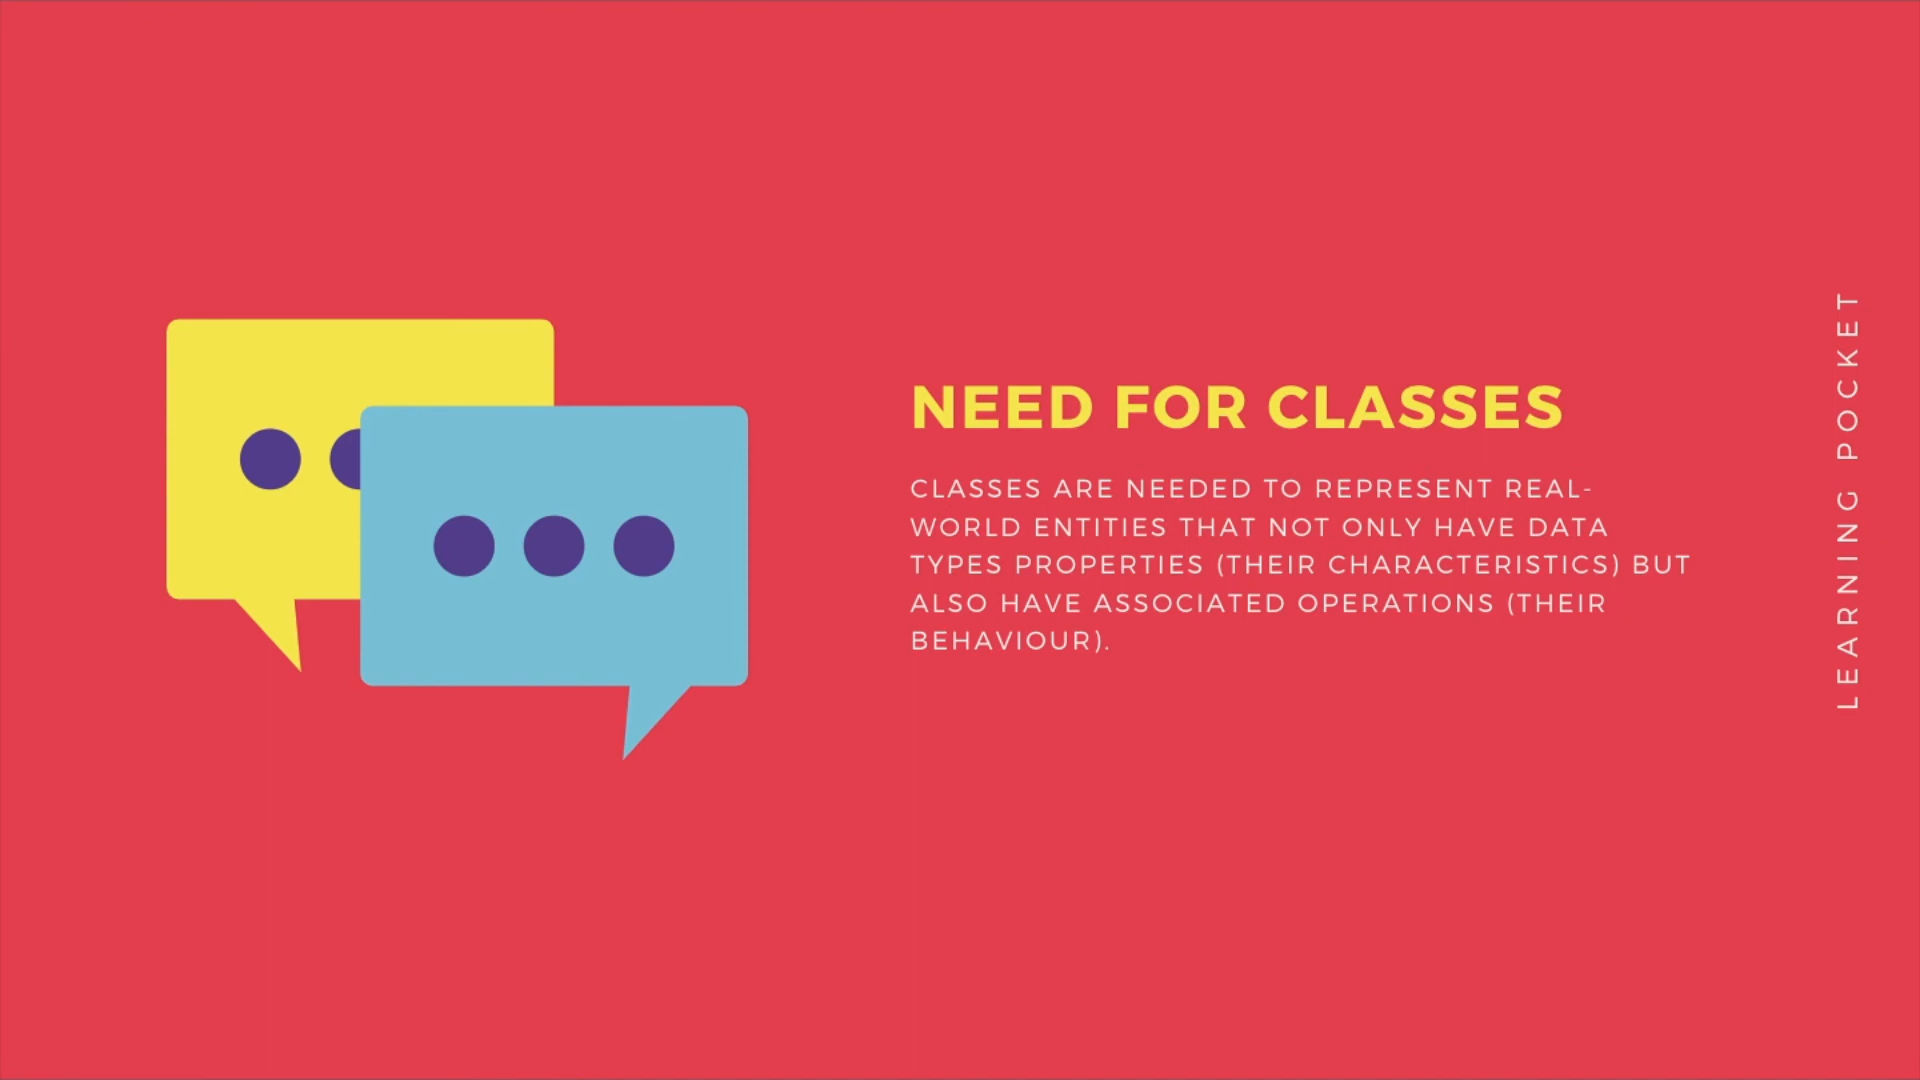 NEED FOR CLASSES
CLASSES ARE NEEDED TO REPRESENT REAL-
WORLD ENTITIES THAT NOT ONLY HAVE DATA
TYPES PROPERTIES (THEIR CHARACTERISTICS) BUT
ALSO HAVE ASSOCIATED OPERATIONS (THEIR
BEHAVIOUR).
LEARNING POCKET